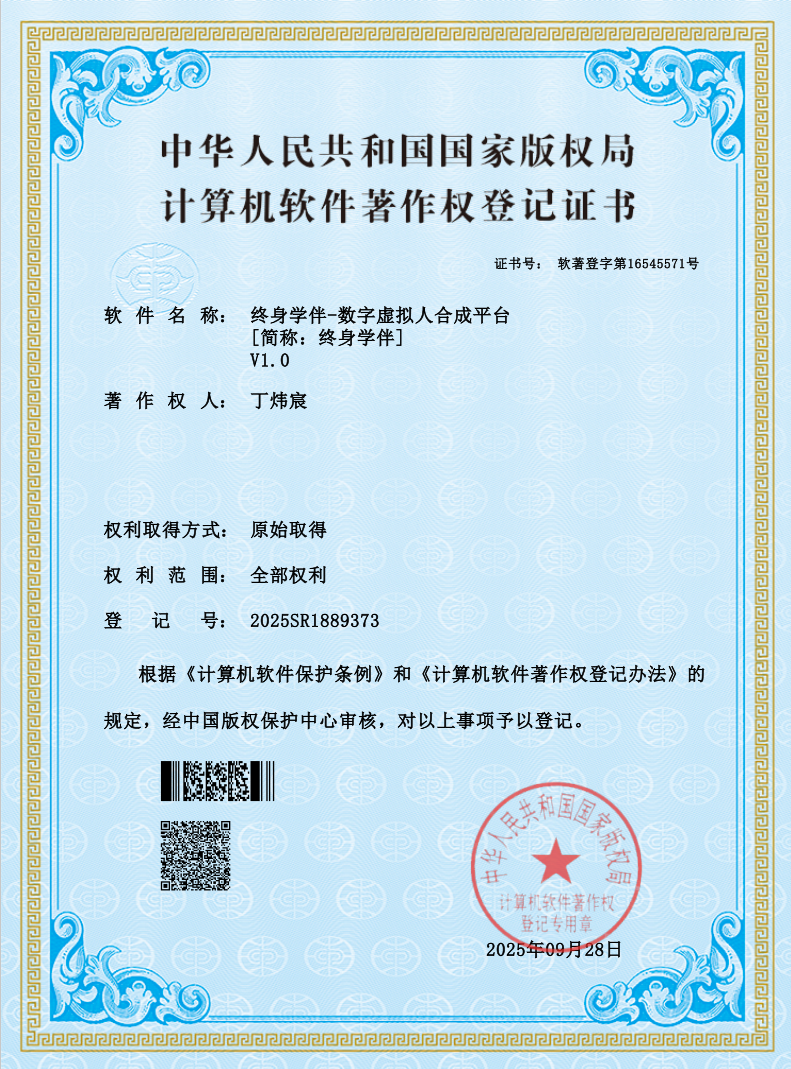 中华人民共和国国家版权局
计算机软件著作权登记证书
证书号： 软著登字第16545571号
软件名称： 终身学伴-数字虚拟人合成平台
[简称：终身学伴]
V1.0
著作权人： 丁炜宸
权利取得方式： 原始取得
权利范围： 全部权利
登记号： 2025SR1889373
根据《计算机软件保护条例》和《计算机软件著作权登记办法》的
规定，经中国版权保护中心审核，对以上事项予以登记。
中华人民共和国国家版权局
计算机软件著作权
登记专用章
2025年09月28日